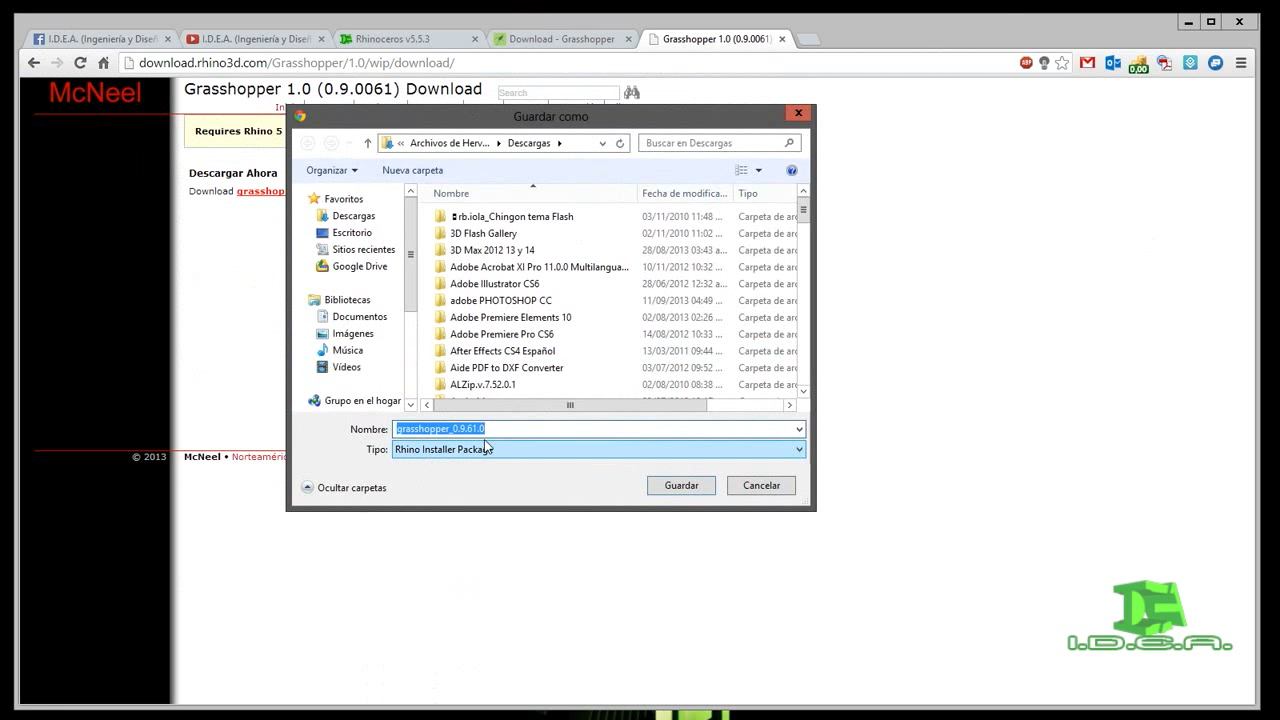 I.D.E.A. (Ingeniería y Diseñ
I.D.E.A. (Ingeniería y Diseñ
Rhinoceros v5.5.3
Download - Grasshopper
Grasshopper 1.0 (0.9.0061)
download.rhino3d.com/Grasshopper/1.0/wip/download/
McNeel
Grasshopper 1.0 (0.9.0061) Download
Search
Requires Rhino 5
Descargar Ahora
Download grasshop
© 2013
McNeel • Norteaméric
Guardar como
« Archivos de Herv... Descargas
Buscar en Descargas
Organizar
Nueva carpeta
Favoritos
Descargas
Escritorio
Sitios recientes
Google Drive
Bibliotecas
Documentos
Imágenes
Música
Vídeos
Grupo en el hogar
Nombre Fecha de modifica... Tipo
rb.iola_Chingon tema Flash 03/11/2010 11:48 ... Carpeta de arc
3D Flash Gallery 02/11/2010 11:02 ... Carpeta de arc
3D Max 2012 13 y 14 28/08/2013 03:43 a... Carpeta de arc
Adobe Acrobat XI Pro 11.0.0 Multilangua... 10/11/2012 10:32 ... Carpeta de arc
Adobe Illustrator CS6 28/06/2012 12:32 a... Carpeta de arc
adobe PHOTOSHOP CC 11/09/2013 04:49 ... Carpeta de arc
Adobe Premiere Elements 10 02/08/2013 02:26 ... Carpeta de arc
Adobe Premiere Pro CS6 14/08/2012 10:33 ... Carpeta de arc
After Effects CS4 Español 13/03/2011 09:44 ... Carpeta de arc
Aide PDF to DXF Converter 03/07/2012 09:52 ... Carpeta de arc
ALZip.v.7.52.0.1 02/08/2010 08:38 ... Carpeta de arc
Nombre: grasshopper_0.9.61.0
Tipo: Rhino Installer Package
Ocultar carpetas
Guardar
Cancelar
I.D.E.A.